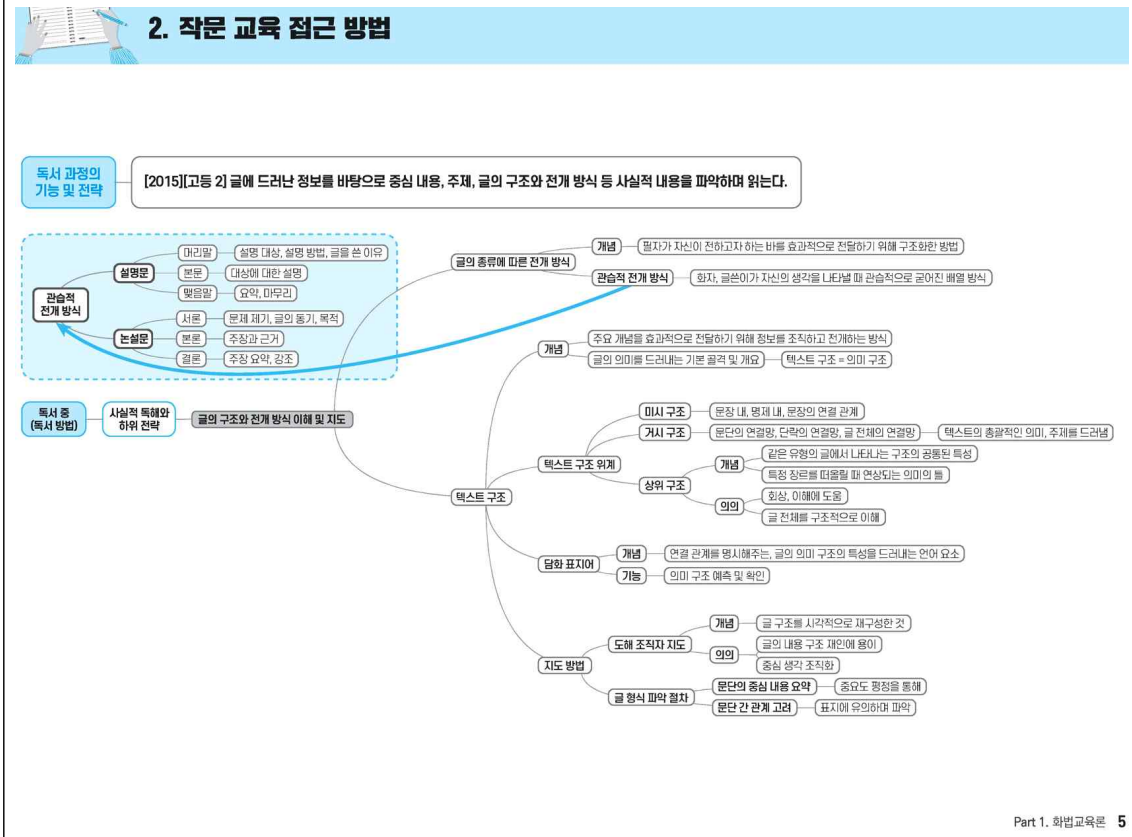 2. 작문 교육 접근 방법
독서 과정의
기능 및 전략
[2015][고등 2] 글에 드러난 정보를 바탕으로 중심 내용, 주제, 글의 구조와 전개 방식 등 사실적 내용을 파악하며 읽는다.
관습적
전개 방식
설명문
머리말
설명 대상, 설명 방법, 글을 쓴 이유
본문
대상에 대한 설명
맺음말
요약, 마무리
논설문
서론
문제 제기, 글의 동기, 목적
본론
주장과 근거
결론
주장 요약, 강조
독서 중
(독서 방법)
사실적 독해와
하위 전략
글의 구조와 전개 방식 이해 및 지도
글의 종류에 따른 전개 방식
개념
필자가 자신이 전하고자 하는 바를 효과적으로 전달하기 위해 구조화한 방법
관습적 전개 방식
화자, 글쓴이가 자신의 생각을 나타낼 때 관습적으로 굳어진 배열 방식
텍스트 구조
개념
주요 개념을 효과적으로 전달하기 위해 정보를 조직하고 전개하는 방식
글의 의미를 드러내는 기본 골격 및 개요
텍스트 구조 = 의미 구조
텍스트 구조 위계
미시 구조
문장 내, 명제 내, 문장의 연결 관계
거시 구조
문단의 연결망, 단락의 연결망, 글 전체의 연결망
텍스트의 총괄적인 의미, 주제를 드러냄
상위 구조
개념
같은 유형의 글에서 나타나는 구조의 공통된 특성
특정 장르를 떠올릴 때 연상되는 의미의 틀
의의
회상, 이해에 도움
글 전체를 구조적으로 이해
담화 표지어
개념
연결 관계를 명시해주는, 글의 의미 구조의 특성을 드러내는 언어 요소
기능
의미 구조 예측 및 확인
지도 방법
도해 조직자 지도
개념
글 구조를 시각적으로 재구성한 것
의의
글의 내용 구조 재인에 용이
중심 생각 조직화
글 형식 파악 절차
문단의 중심 내용 요약
중요도 평정을 통해
문단 간 관계 고려
표지에 유의하며 파악
Part 1. 화법교육론 5